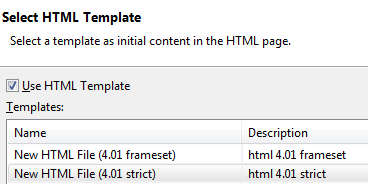 Select HTML Template
Select a template as initial content in the HTML page.
Use HTML Template
Templates:
Name Description
New HTML File (4.01 frameset) html 4.01 frameset
New HTML File (4.01 strict) html 4.01 strict